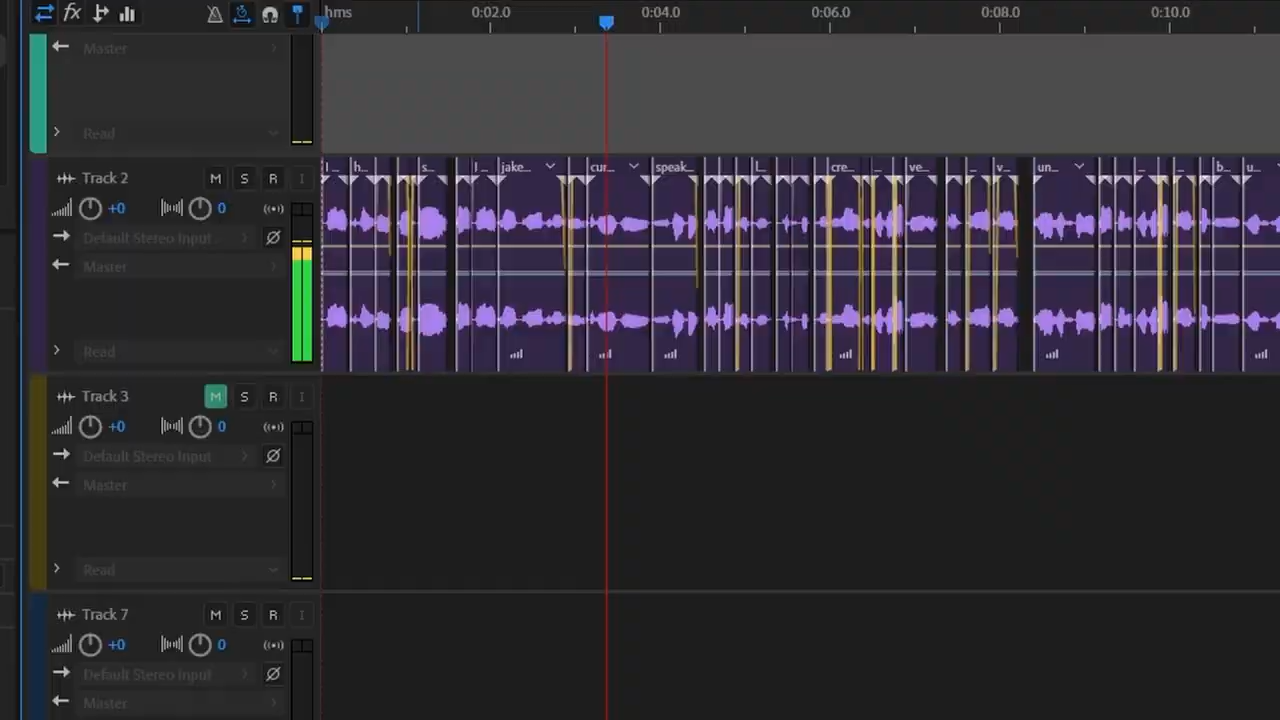 fx
hms 0:02.0 0:04.0 0:06.0 0:08.0 0:10.0
Master
Read
Track 2 M S R I
+0 0
Default Stereo Input
Master
Read
h... s... jake... cur... speak... cre... ve... v... un... b... u...
Track 3 M S R I
+0 0
Default Stereo Input
Master
Read
Track 7 M S R I
+0 0
Default Stereo Input
Master